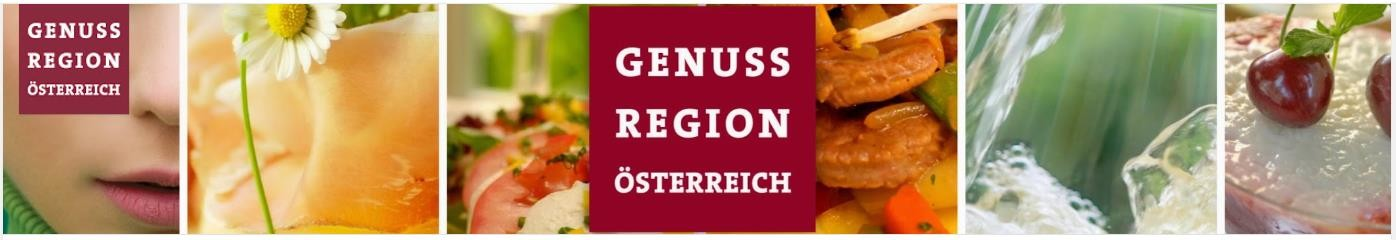 GENUSS
REGION
ÖSTERREICH
GENUSS
REGION
ÖSTERREICH